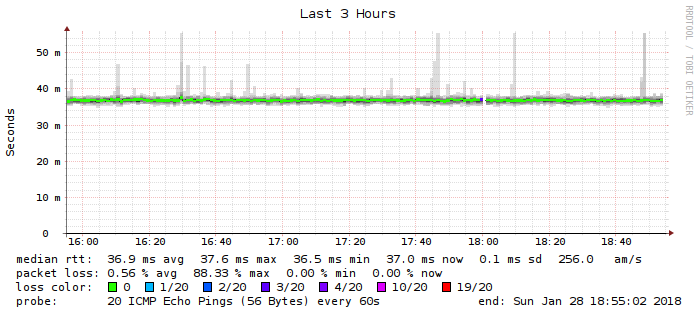 Last 3 Hours
RRDTOOL / TOBI OETIKER
Seconds
50 m
40 m
30 m
20 m
10 m
0
16:00 16:20 16:40 17:00 17:20 17:40 18:00 18:20 18:40
median rtt: 36.9 ms avg 37.6 ms max 36.5 ms min 37.0 ms now 0.1 ms sd 256.0 am/s
packet loss: 0.56 % avg 88.33 % max 0.00 % min 0.00 % now
loss color: 0 1/20 2/20 3/20 4/20 10/20 19/20
probe: 20 ICMP Echo Pings (56 Bytes) every 60s end: Sun Jan 28 18:55:02 2018